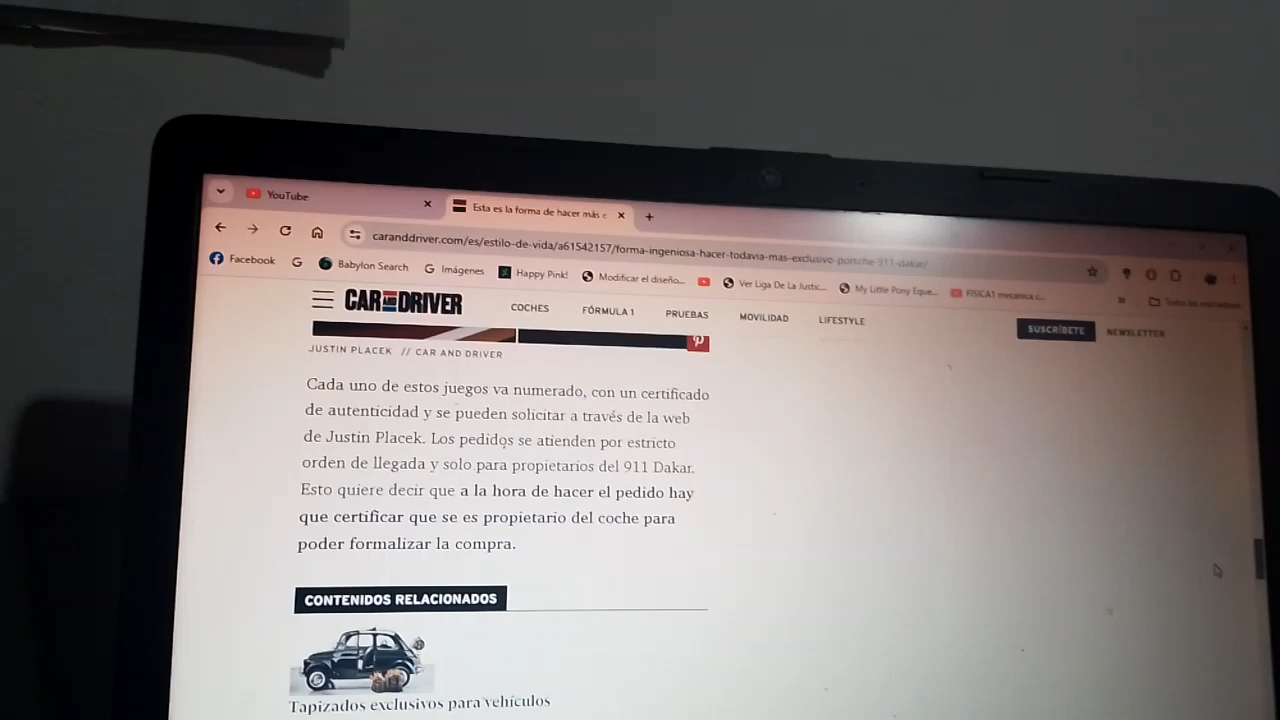 YouTube
Esta es la forma de hacer más e
caranddriver.com/es/estilo-de-vida/a61542157/forma-ingeniosa-hacer-todavia-mas-exclusivo-porsche-911-dakar/
Facebook
Babylon Search
Imágenes
Happy Pink!
Modificar el diseño...
Ver Liga De La Justic...
My Little Pony Eque...
FISICA1 mecanica c...
Todos los marcadores
CAR AND DRIVER
COCHES
FÓRMULA 1
PRUEBAS
MOVILIDAD
LIFESTYLE
SUSCRÍBETE
NEWSLETTER
JUSTIN PLACEK // CAR AND DRIVER
Cada uno de estos juegos va numerado, con un certificado
de autenticidad y se pueden solicitar a través de la web
de Justin Placek. Los pedidos se atienden por estricto
orden de llegada y solo para propietarios del 911 Dakar.
Esto quiere decir que a la hora de hacer el pedido hay
que certificar que se es propietario del coche para
poder formalizar la compra.
CONTENIDOS RELACIONADOS
Tapizados exclusivos para vehículos